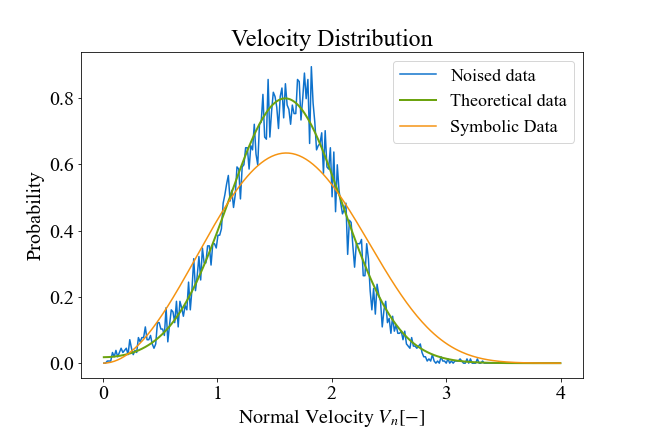 Velocity Distribution
Noised data
Theoretical data
Symbolic Data
Probability
0.8
0.6
0.4
0.2
0.0
0 1 2 3 4
Normal Velocity Vₙ[−]